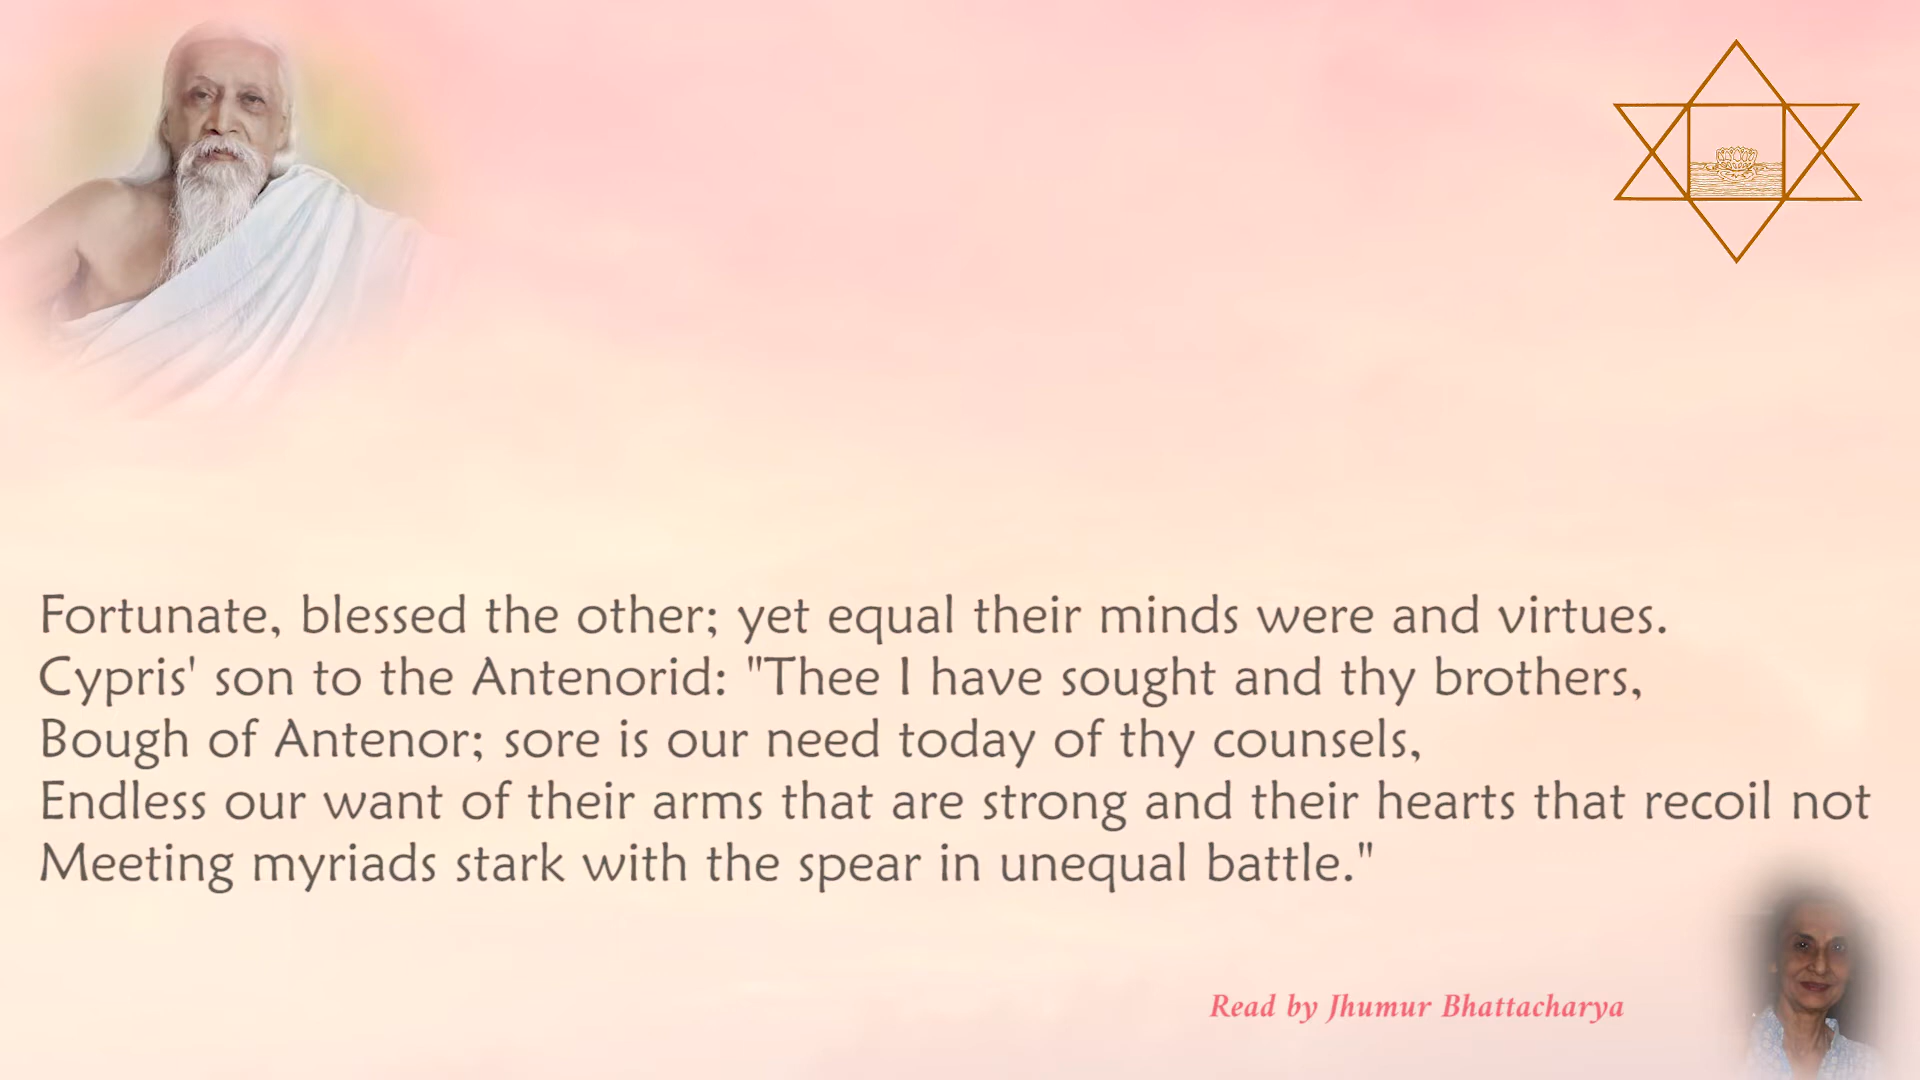 Fortunate, blessed the other; yet equal their minds were and virtues.
Cypris' son to the Antenorid: "Thee I have sought and thy brothers,
Bough of Antenor; sore is our need today of thy counsels,
Endless our want of their arms that are strong and their hearts that recoil not
Meeting myriads stark with the spear in unequal battle."
Read by Jhumur Bhattacharya